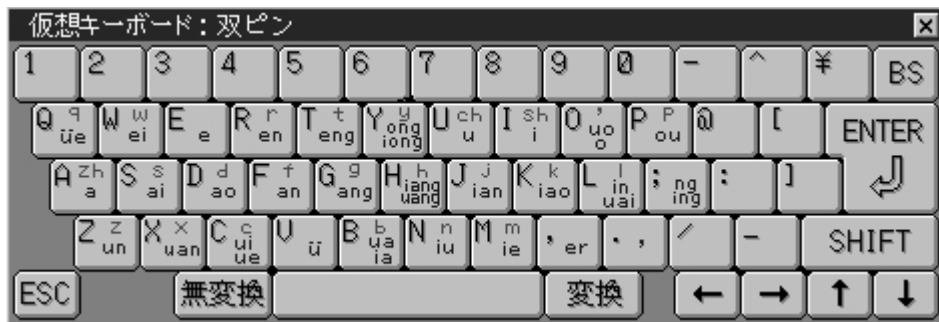 仮想キーボード：双ピン ×
1 2 3 4 5 6 7 8 9 0 - ^ ¥ BS
Q q üe W w ei E e R r en T t eng Y y ong iong U ch u I sh i O ' uo o P p ou @ [ ENTER
A zh a S s ai D d ao F f an G g ang H h iang uang J j ian K k iao L l in uai ; ng ing : ]
Z z un X x uan C c ui ue V ü B b ua ia N n iu M m ie , er . , / - SHIFT
ESC 無変換 変換 ← → ↑ ↓